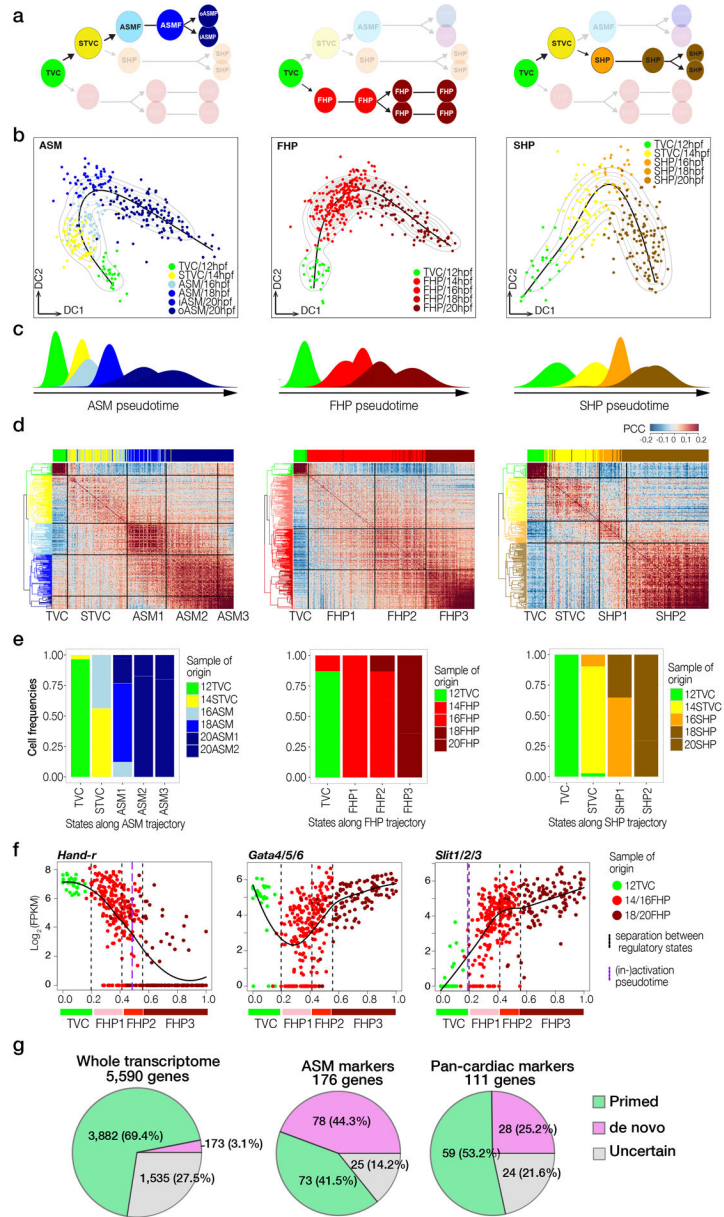 a
TVC STVC ASMF ASMF oASMP iASMP
SHP SHP SHP
TVC STVC ASMF
SHP SHP SHP
FHP FHP FHP FHP
FHP FHP
TVC STVC ASMF
SHP SHP SHP SHP
b
ASM
TVC/12hpf
STVC/14hpf
ASM/16hpf
ASM/18hpf
iASM/20hpf
oASM/20hpf
DC2
DC1
FHP
TVC/12hpf
FHP/14hpf
FHP/16hpf
FHP/18hpf
FHP/20hpf
DC2
DC1
SHP
TVC/12hpf
STVC/14hpf
SHP/16hpf
SHP/18hpf
SHP/20hpf
DC2
DC1
c
ASM pseudotime
FHP pseudotime
SHP pseudotime
d
PCC
-0.2 -0.1 0.1 0.2
TVC STVC ASM1 ASM2 ASM3
TVC FHP1 FHP2 FHP3
TVC STVC SHP1 SHP2
e
Cell frequencies
1.00
0.75
0.50
0.25
0.00
TVC STVC ASM1 ASM2 ASM3
States along ASM trajectory
Sample of
origin
12TVC
14STVC
16ASM
18ASM
20ASM1
20ASM2
1.00
0.75
0.50
0.25
0.00
TVC FHP1 FHP2 FHP3
States along FHP trajectory
Sample of
origin
12TVC
14FHP
16FHP
18FHP
20FHP
1.00
0.75
0.50
0.25
0.00
TVC STVC SHP1 SHP2
States along SHP trajectory
Sample of
origin
12TVC
14STVC
16SHP
18SHP
20SHP
f
Hand-r
Log2(FPKM)
8
6
4
2
0
0.0 0.2 0.4 0.6 0.8 1.0
TVC FHP1 FHP2 FHP3
Gata4/5/6
6
4
2
0
0.0 0.2 0.4 0.6 0.8 1.0
TVC FHP1 FHP2 FHP3
Slit1/2/3
6
5
4
3
2
1
0
0.0 0.2 0.4 0.6 0.8 1.0
TVC FHP1 FHP2 FHP3
Sample of
origin
12TVC
14/16FHP
18/20FHP
separation between
regulatory states
(in-)activation
pseudotime
g
Whole transcriptome
5,590 genes
3,882 (69.4%)
173 (3.1%)
1,535 (27.5%)
ASM markers
176 genes
78 (44.3%)
25 (14.2%)
73 (41.5%)
Pan-cardiac markers
111 genes
28 (25.2%)
59 (53.2%)
24 (21.6%)
Primed
de novo
Uncertain